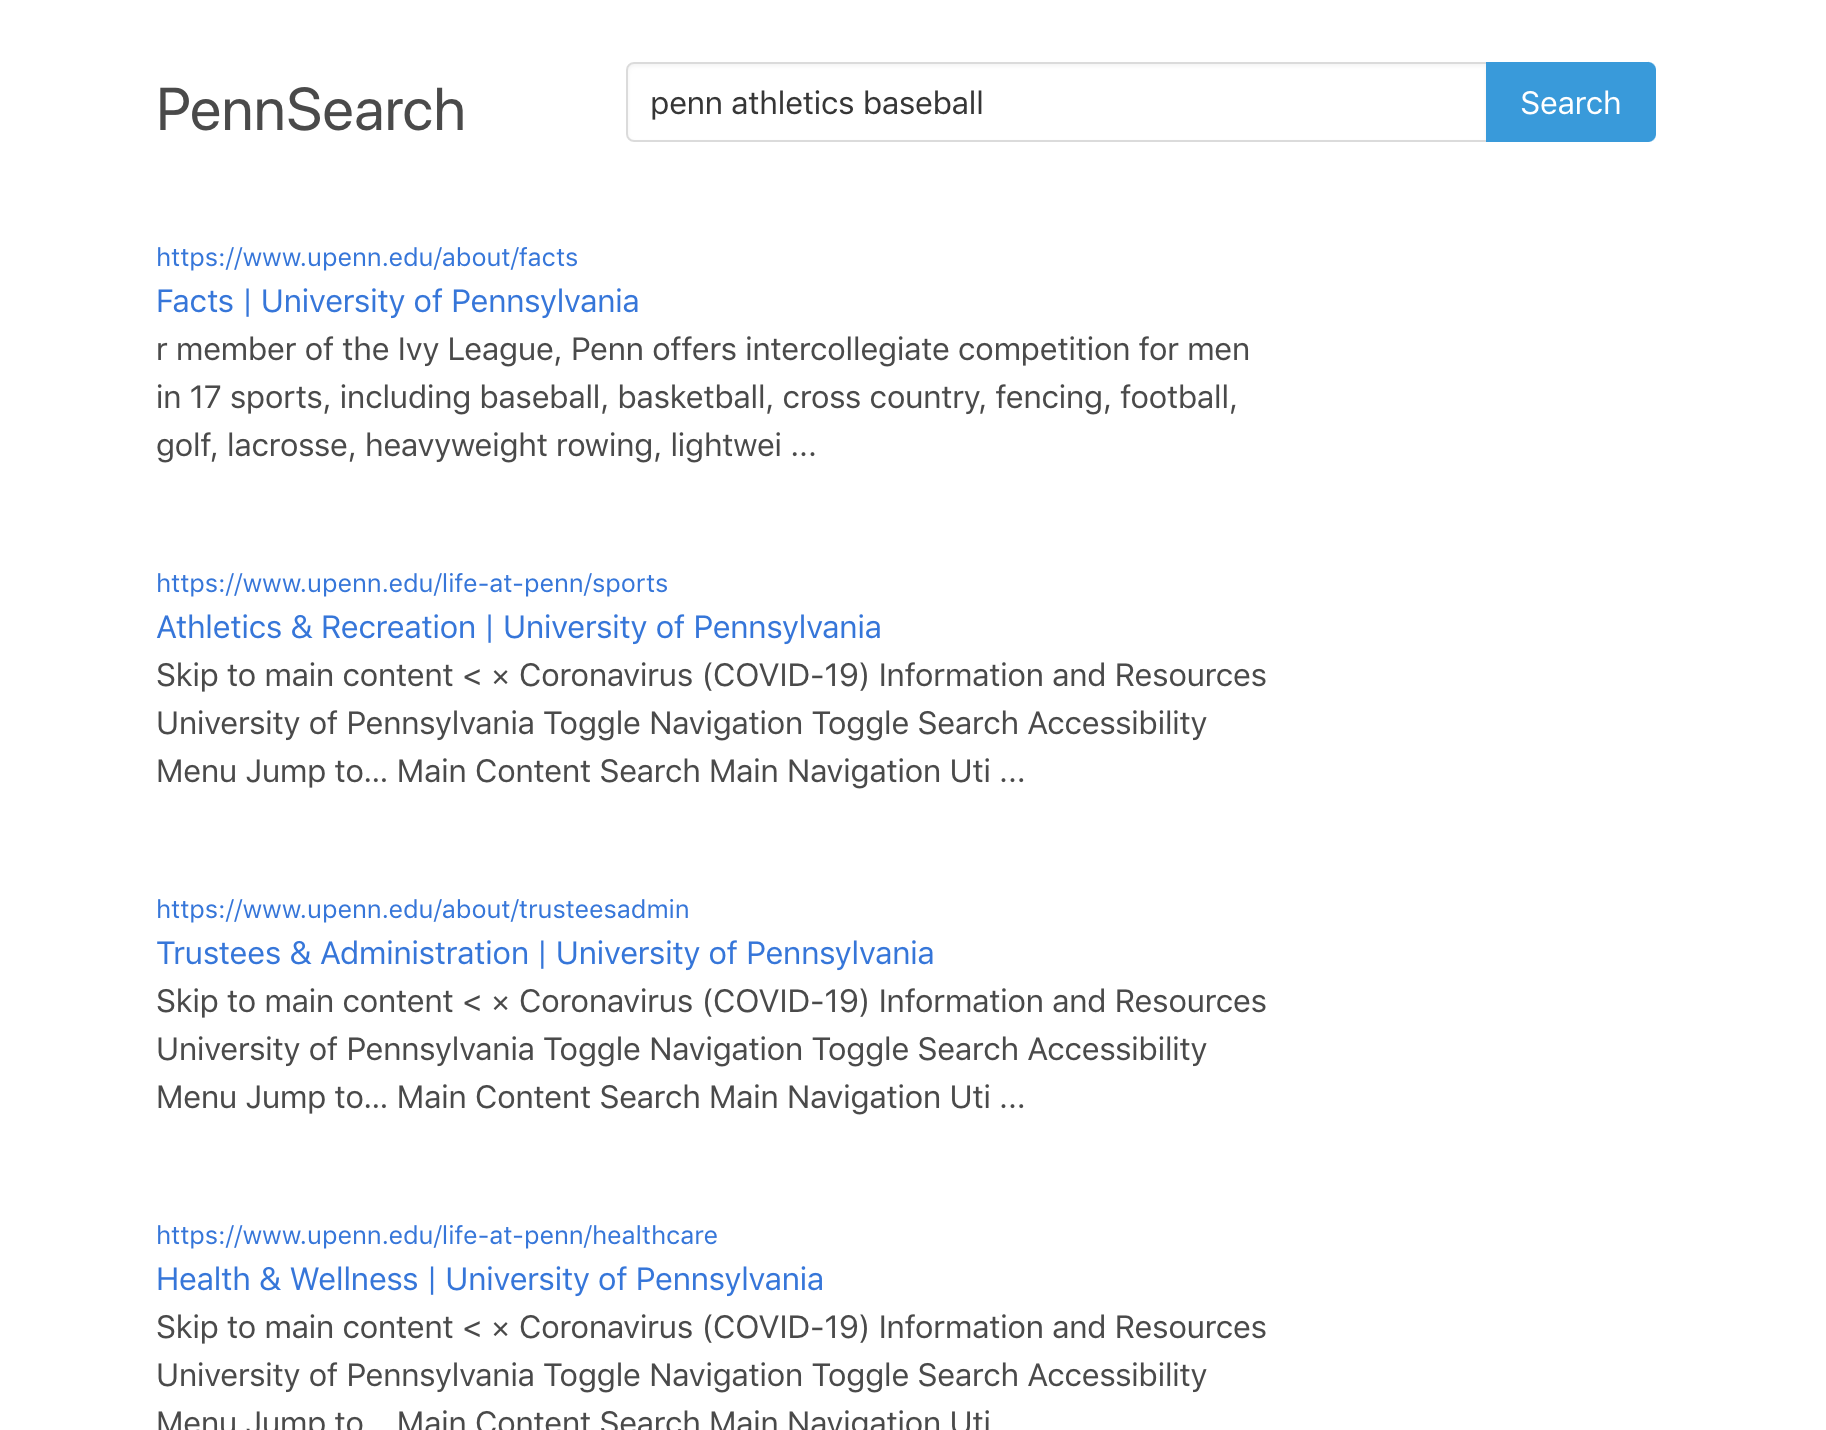 PennSearch
penn athletics baseball
Search
https://www.upenn.edu/about/facts
Facts | University of Pennsylvania
r member of the Ivy League, Penn offers intercollegiate competition for men
in 17 sports, including baseball, basketball, cross country, fencing, football,
golf, lacrosse, heavyweight rowing, lightwei ...
https://www.upenn.edu/life-at-penn/sports
Athletics & Recreation | University of Pennsylvania
Skip to main content < × Coronavirus (COVID-19) Information and Resources
University of Pennsylvania Toggle Navigation Toggle Search Accessibility
Menu Jump to... Main Content Search Main Navigation Uti ...
https://www.upenn.edu/about/trusteesadmin
Trustees & Administration | University of Pennsylvania
Skip to main content < × Coronavirus (COVID-19) Information and Resources
University of Pennsylvania Toggle Navigation Toggle Search Accessibility
Menu Jump to... Main Content Search Main Navigation Uti ...
https://www.upenn.edu/life-at-penn/healthcare
Health & Wellness | University of Pennsylvania
Skip to main content < × Coronavirus (COVID-19) Information and Resources
University of Pennsylvania Toggle Navigation Toggle Search Accessibility
Menu Jump to Main Content Search Main Navigation Uti